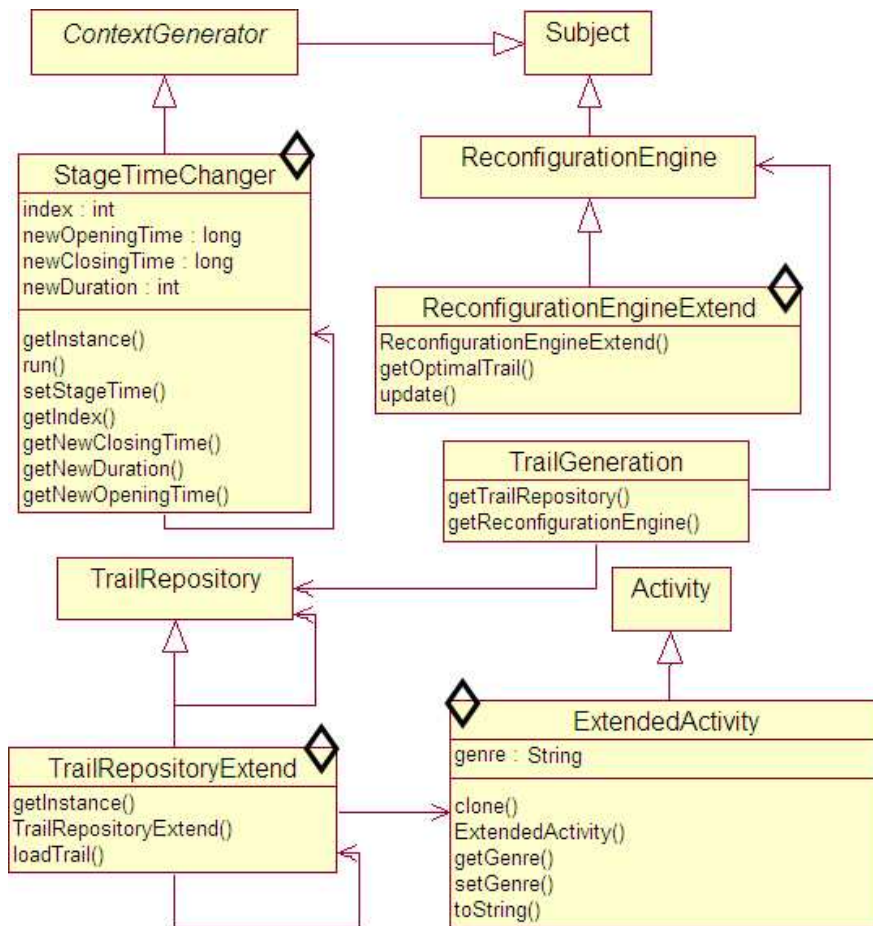 ContextGenerator
Subject
StageTimeChanger
index : int
newOpeningTime : long
newClosingTime : long
newDuration : int
getInstance()
run()
setStageTime()
getIndex()
getNewClosingTime()
getNewDuration()
getNewOpeningTime()
ReconfigurationEngine
ReconfigurationEngineExtend
ReconfigurationEngineExtend()
getOptimalTrail()
update()
TrailGeneration
getTrailRepository()
getReconfigurationEngine()
TrailRepository
Activity
TrailRepositoryExtend
getInstance()
TrailRepositoryExtend()
loadTrail()
ExtendedActivity
genre : String
clone()
ExtendedActivity()
getGenre()
setGenre()
toString()